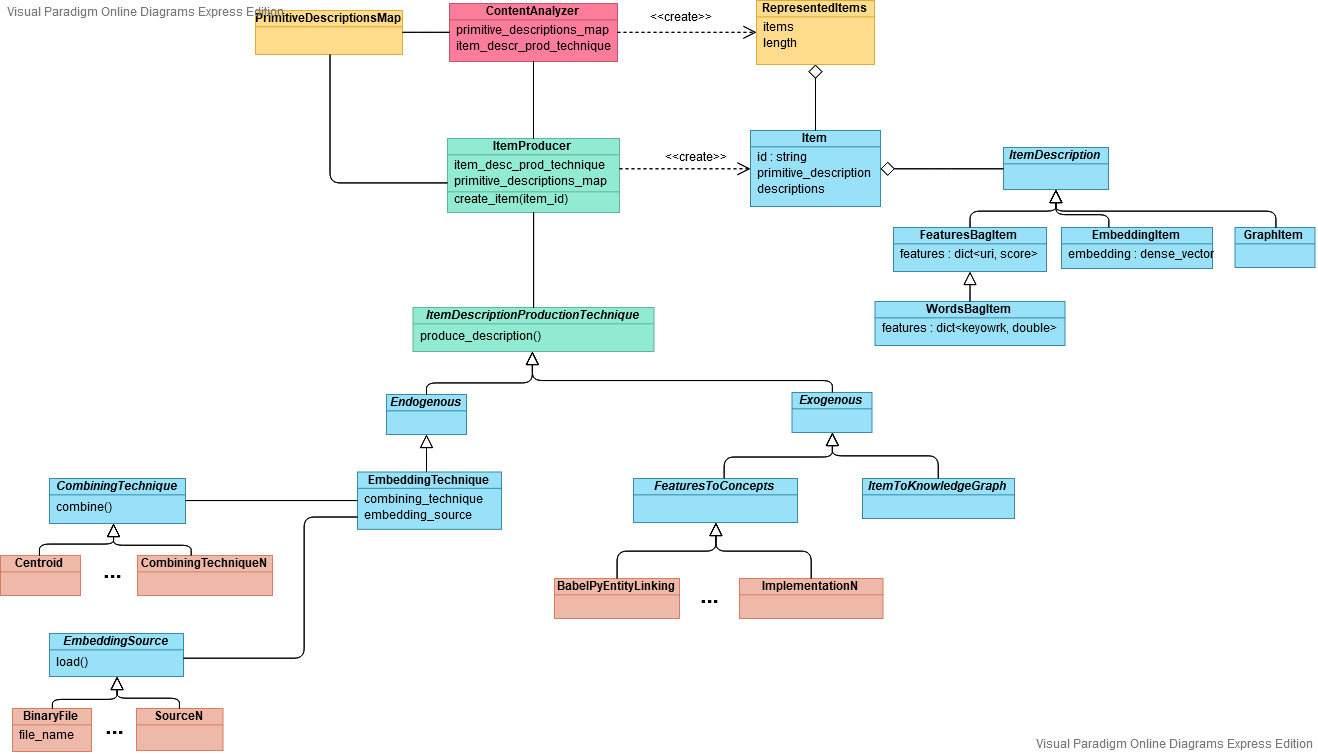 Visual Paradigm Online Diagrams Express Edition
PrimitiveDescriptionsMap
ContentAnalyzer
primitive_descriptions_map
item_descr_prod_technique
<<create>>
RepresentedItems
items
length
ItemProducer
item_desc_prod_technique
primitive_descriptions_map
create_item(item_id)
<<create>>
Item
id : string
primitive_description
descriptions
ItemDescription
FeaturesBagItem
features : dict<uri, score>
EmbeddingItem
embedding : dense_vector
GraphItem
WordsBagItem
features : dict<keyowrk, double>
ItemDescriptionProductionTechnique
produce_description()
Endogenous
Exogenous
CombiningTechnique
combine()
EmbeddingTechnique
combining_technique
embedding_source
FeaturesToConcepts
ItemToKnowledgeGraph
Centroid
...
CombiningTechniqueN
BabelPyEntityLinking
...
ImplementationN
EmbeddingSource
load()
BinaryFile
file_name
...
SourceN
Visual Paradigm Online Diagrams Express Edition